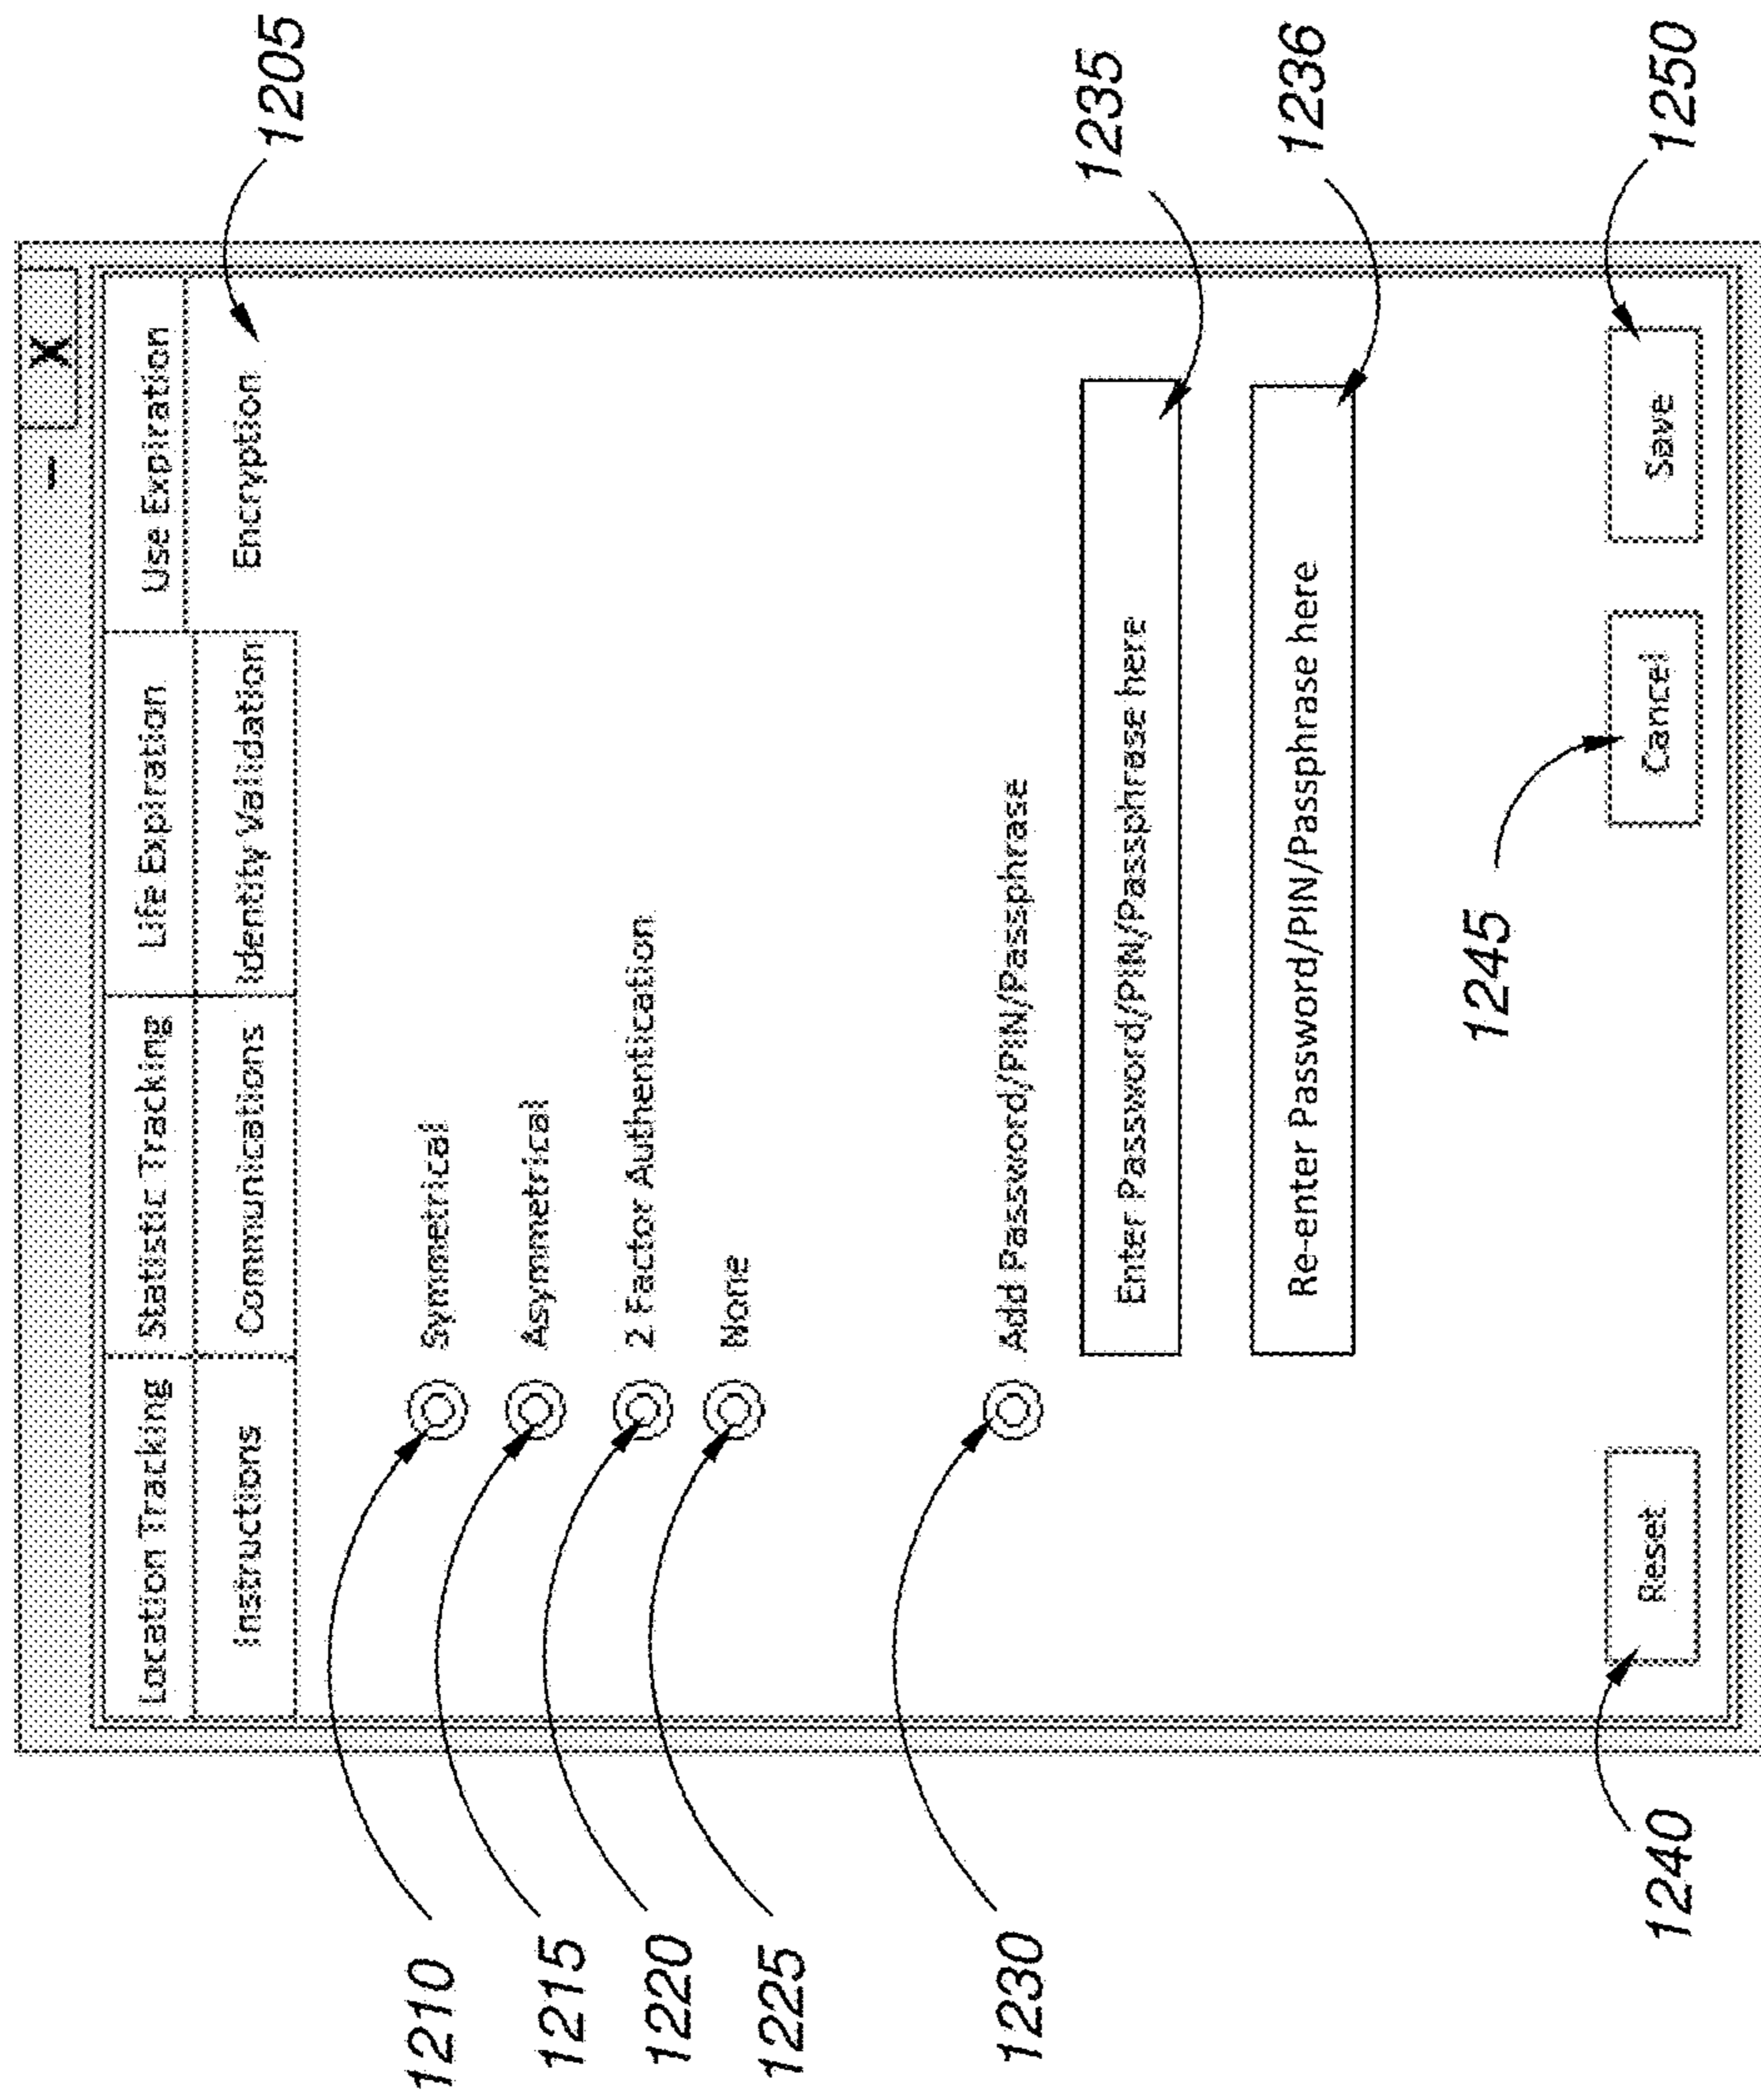 – X
Location Tracking Statistic Tracking Life Expiration Use Expiration
Instructions Communications Identity Validation Encryption
1205
1210
Symmetrical
1215
Asymmetrical
1220
2 Factor Authentication
1225
None
1230
Add Password/PIN/Passphrase
Enter Password/PIN/Passphrase here
1235
Re-enter Password/PIN/Passphrase here
1236
1245
1240
Reset Cancel Save
1250